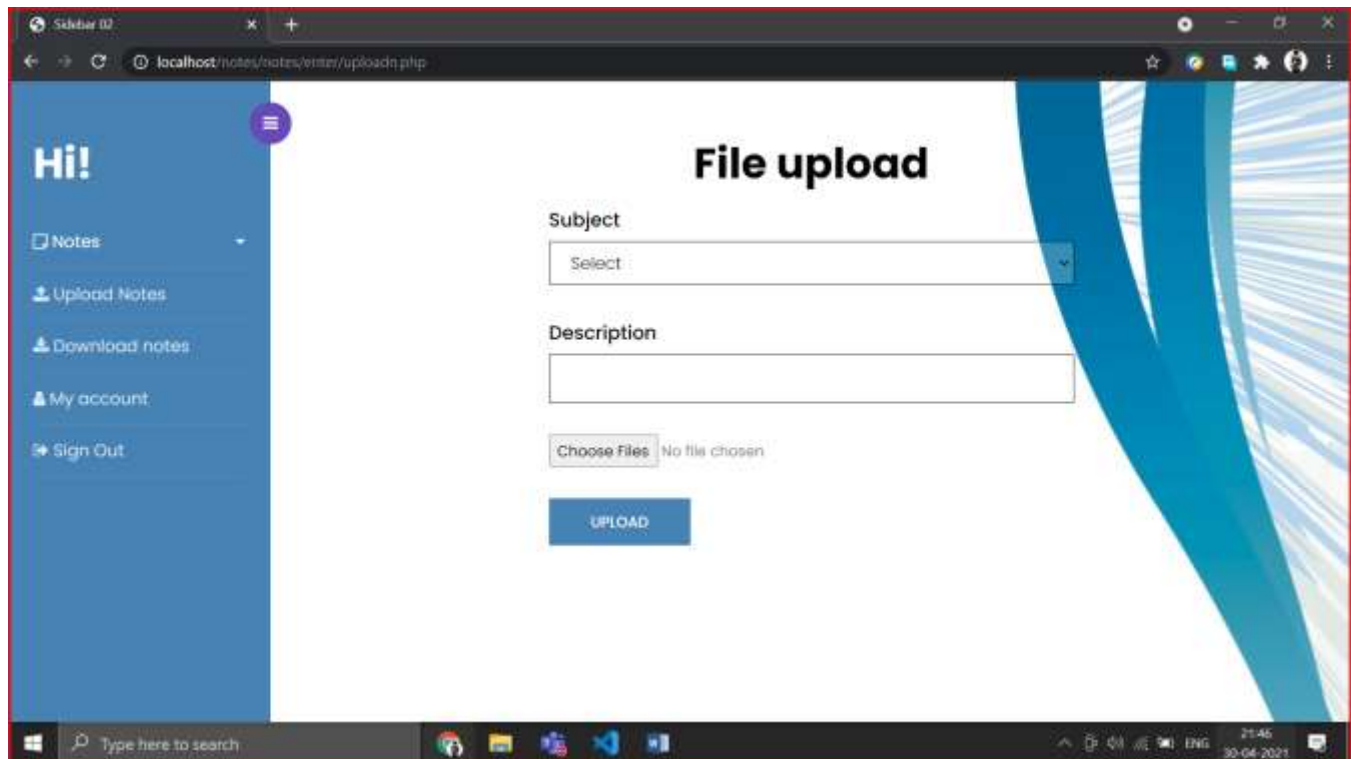 Sidebar 02
localhost/notes/notes/enter/uploadn.php
Hi!
File upload
Subject
Select
Notes
Upload Notes
Download notes
My account
Sign Out
Description
Choose Files No file chosen
UPLOAD
Type here to search
ENG
21:46
30-04-2021